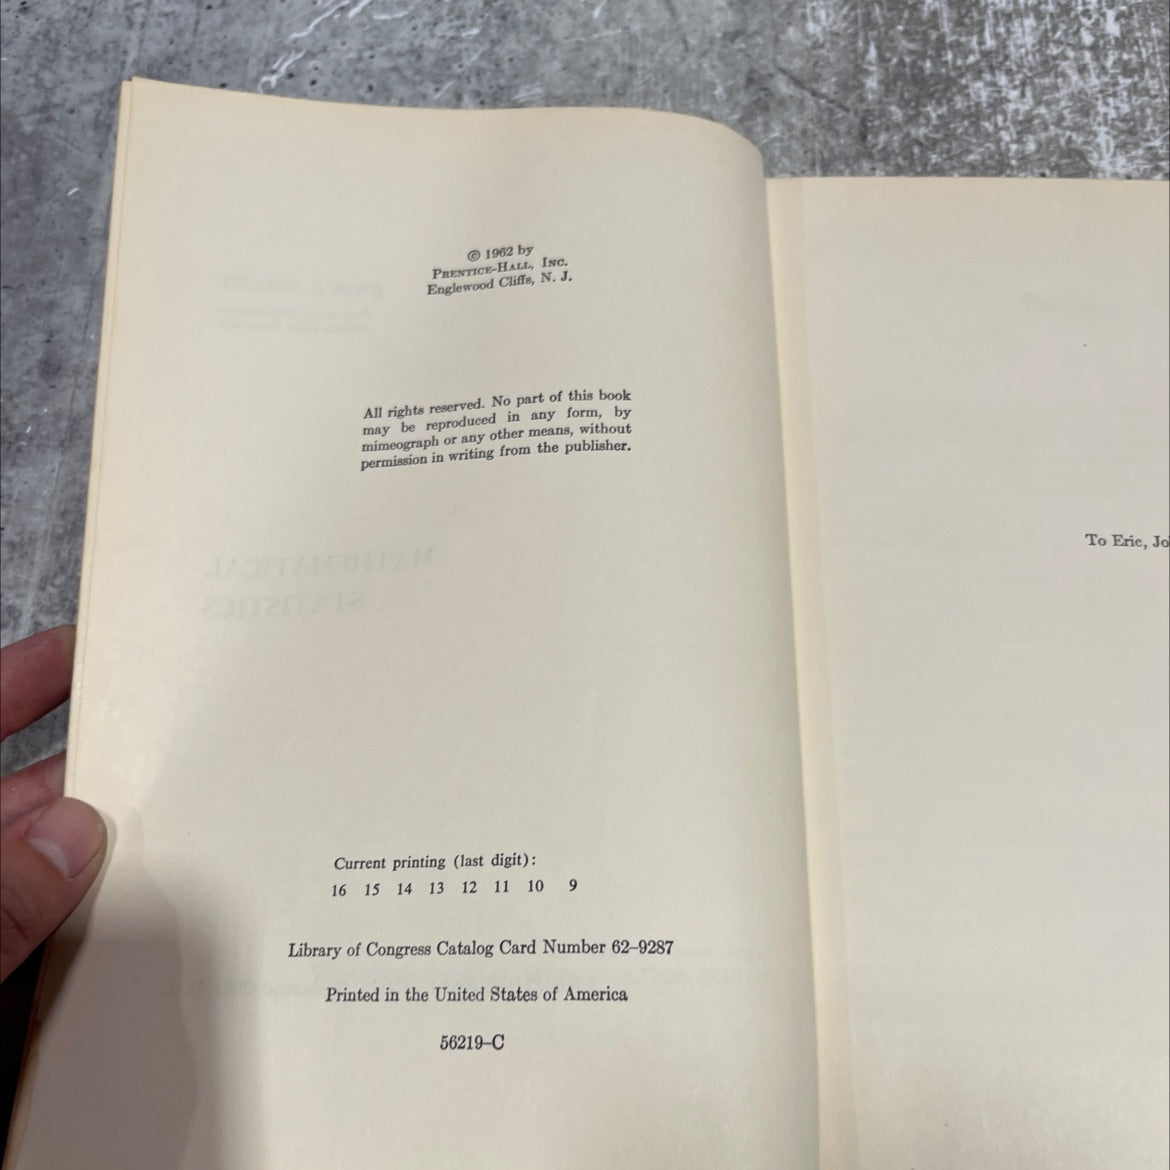 © 1962 by
PRENTICE-HALL, INC.
Englewood Cliffs, N. J.
All rights reserved. No part of this book
may be reproduced in any form, by
mimeograph or any other means, without
permission in writing from the publisher.
MATHEMATICAL
STATISTICS
Current printing (last digit):
16 15 14 13 12 11 10 9
Library of Congress Catalog Card Number 62–9287
Printed in the United States of America
56219–C
To Eric,